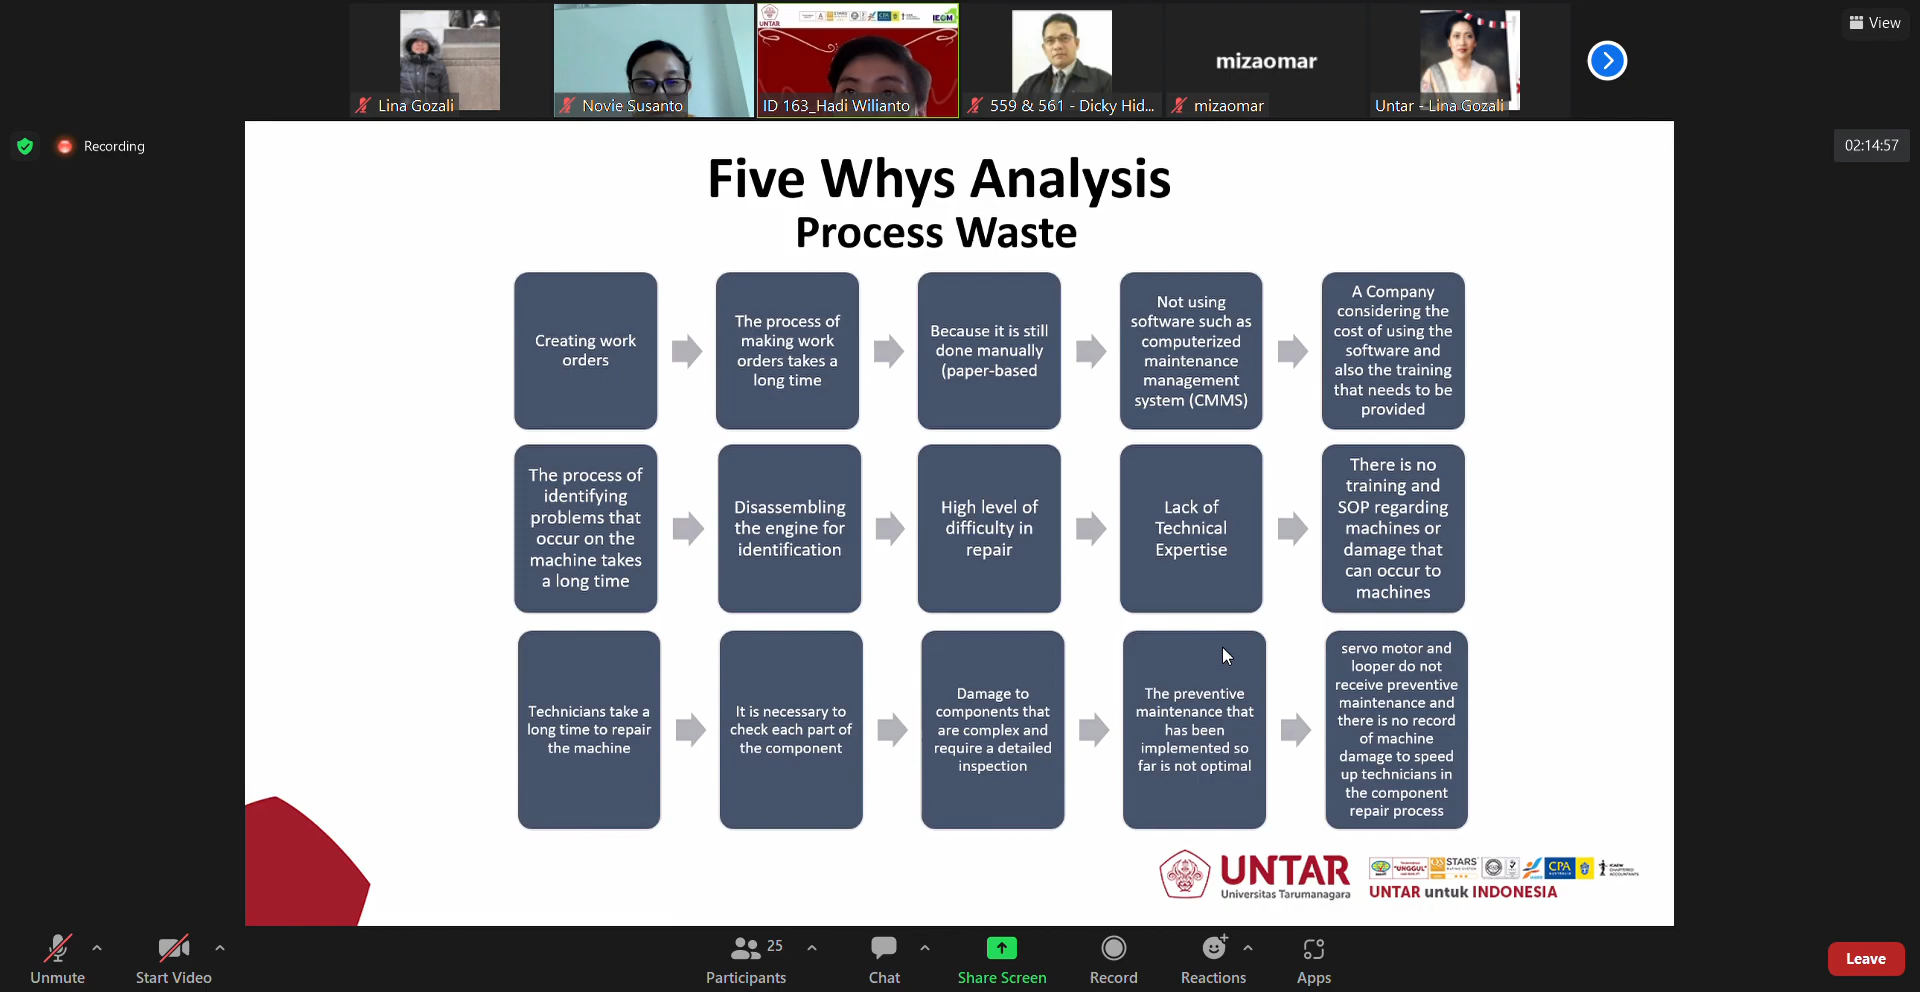 View
UNTAR
IEOM
mizaomar
Lina Gozali
Novie Susanto
ID 163_Hadi Wilianto
559 & 561 - Dicky Hid...
mizaomar
Untar - Lina Gozali
Recording
02:14:57
Five Whys Analysis
Process Waste
Creating work
orders
The process of
making work
orders takes a
long time
Because it is still
done manually
(paper-based
Not using
software such as
computerized
maintenance
management
system (CMMS)
A Company
considering the
cost of using the
software and
also the training
that needs to be
provided
The process of
identifying
problems that
occur on the
machine takes
a long time
Disassembling
the engine for
identification
High level of
difficulty in
repair
Lack of
Technical
Expertise
There is no
training and
SOP regarding
machines or
damage that
can occur to
machines
Technicians take a
long time to repair
the machine
It is necessary to
check each part of
the component
Damage to
components that
are complex and
require a detailed
inspection
The preventive
maintenance that
has been
implemented so
far is not optimal
servo motor and
looper do not
receive preventive
maintenance and
there is no record
of machine
damage to speed
up technicians in
the component
repair process
UNTAR
Universitas Tarumanagara
"UNGGUL"
QS STARS
CPA
UNTAR untuk INDONESIA
Unmute
Start Video
25
Participants
Chat
Share Screen
Record
Reactions
Apps
Leave